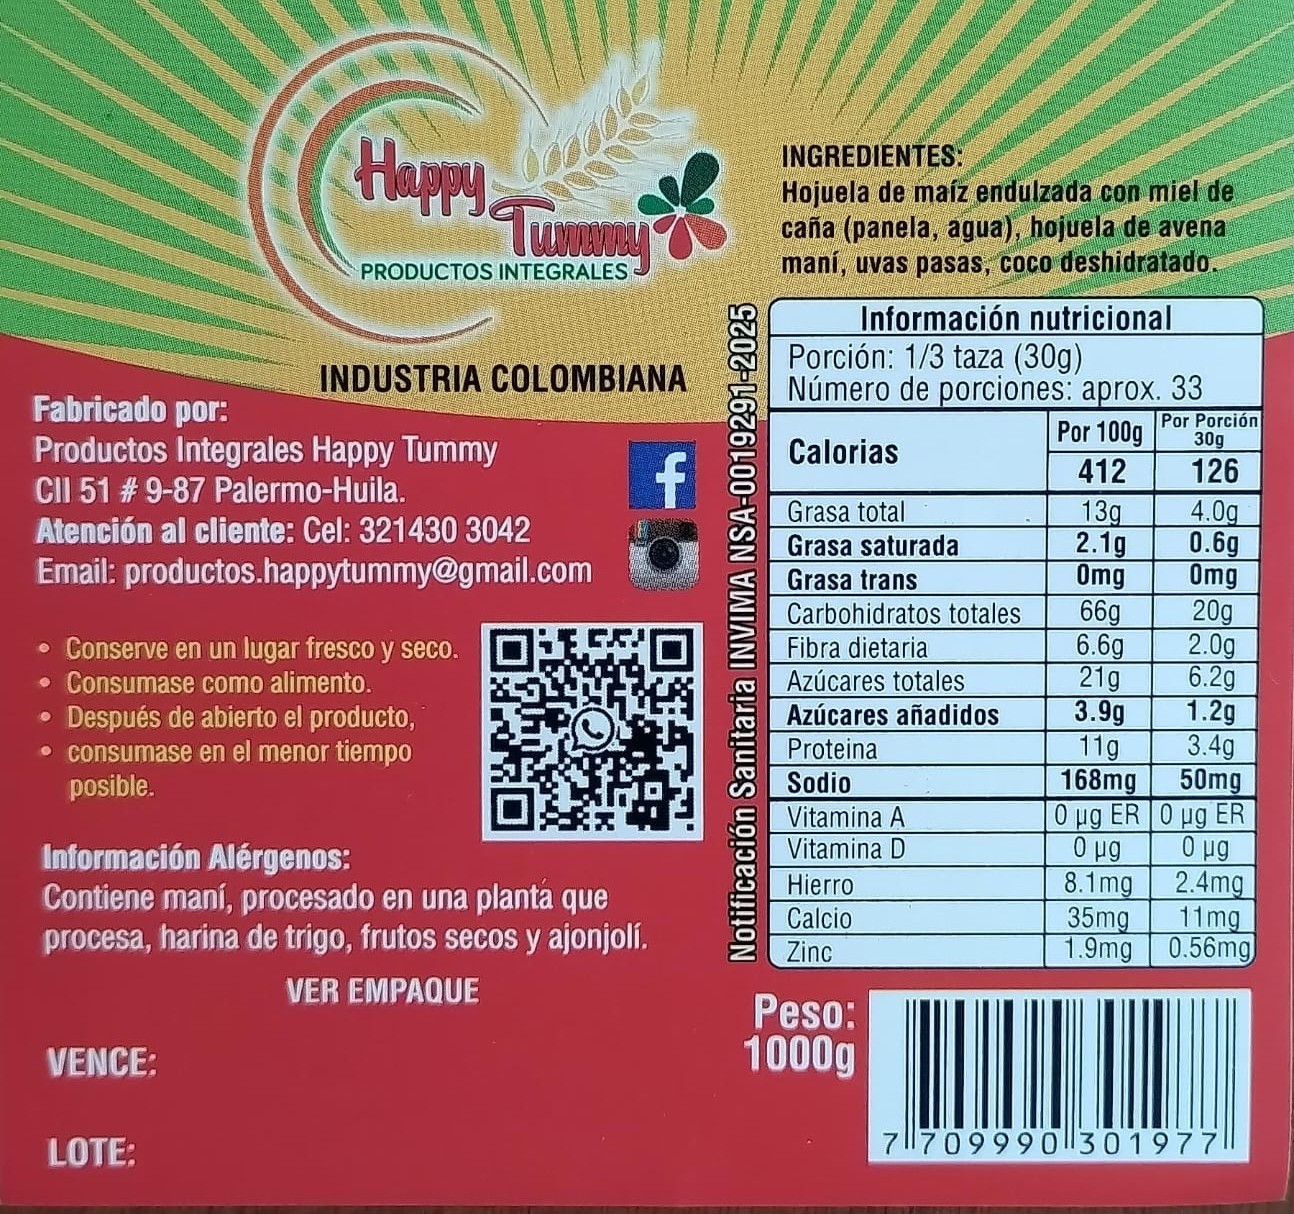 Happy
Tummy
PRODUCTOS INTEGRALES
INDUSTRIA COLOMBIANA
Fabricado por:
Productos Integrales Happy Tummy
Cll 51 # 9-87 Palermo-Huila.
Atención al cliente: Cel: 321430 3042
Email: productos.happytummy@gmail.com
• Conserve en un lugar fresco y seco.
• Consumase como alimento.
• Después de abierto el producto,
• consumase en el menor tiempo
posible.
Información Alérgenos:
Contiene maní, procesado en una planta que
procesa, harina de trigo, frutos secos y ajonjolí.
VER EMPAQUE
VENCE:
LOTE:
Notificación Sanitaria INVIMA NSA-0019291-2025
INGREDIENTES:
Hojuela de maíz endulzada con miel de
caña (panela, agua), hojuela de avena
maní, uvas pasas, coco deshidratado.
Información nutricional
Porción: 1/3 taza (30g)
Número de porciones: aprox. 33
Calorias Por 100g Por Porción 30g
412 126
Grasa total 13g 4.0g
Grasa saturada 2.1g 0.6g
Grasa trans 0mg 0mg
Carbohidratos totales 66g 20g
Fibra dietaria 6.6g 2.0g
Azúcares totales 21g 6.2g
Azúcares añadidos 3.9g 1.2g
Proteina 11g 3.4g
Sodio 168mg 50mg
Vitamina A 0 µg ER 0 µg ER
Vitamina D 0 µg 0 µg
Hierro 8.1mg 2.4mg
Calcio 35mg 11mg
Zinc 1.9mg 0.56mg
Peso:
1000g
7 709990 301977